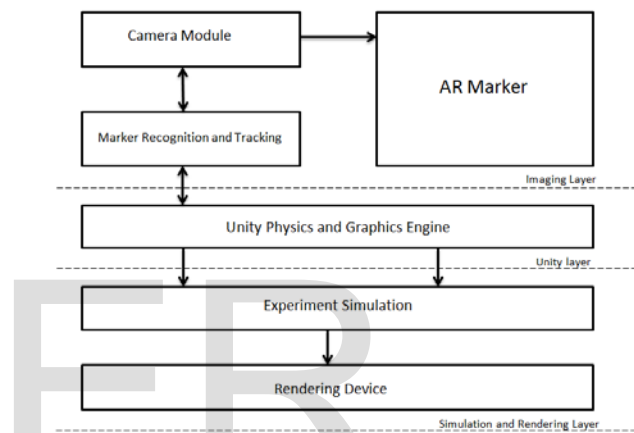 Camera Module
AR Marker
Marker Recognition and Tracking
Imaging Layer
Unity Physics and Graphics Engine
Unity layer
Experiment Simulation
Rendering Device
Simulation and Rendering Layer
ER